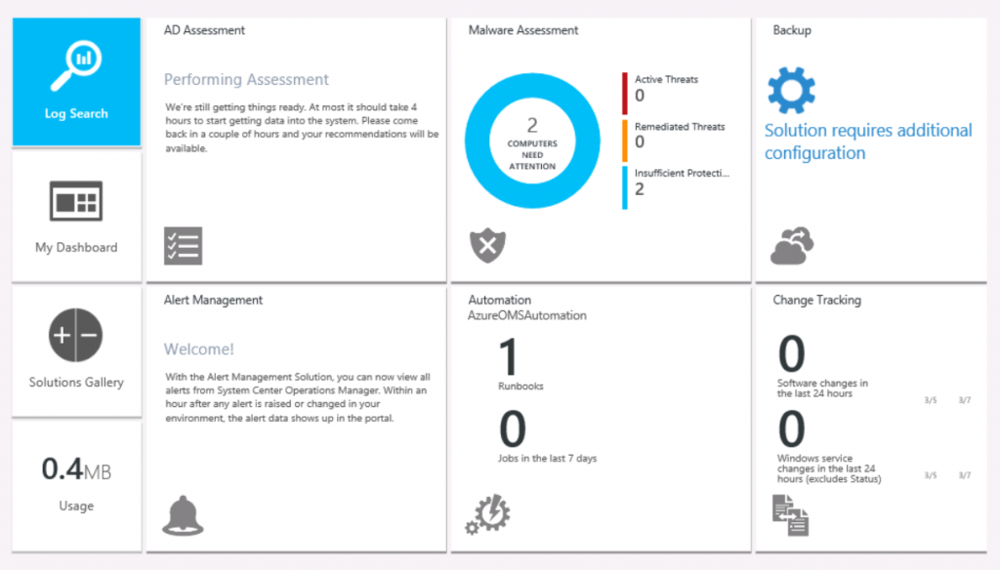 Log Search
My Dashboard
Solutions Gallery
0.4MB
Usage
AD Assessment
Performing Assessment
We're still getting things ready. At most it should take 4
hours to start getting data into the system. Please come
back in a couple of hours and your recommendations will be
available.
Malware Assessment
2
COMPUTERS
NEED
ATTENTION
Active Threats
0
Remediated Threats
0
Insufficient Protecti...
2
Backup
Solution requires additional
configuration
Alert Management
Welcome!
With the Alert Management Solution, you can now view all
alerts from System Center Operations Manager. Within an
hour after any alert is raised or changed in your
environment, the alert data shows up in the portal.
Automation
AzureOMSAutomation
1
Runbooks
0
Jobs in the last 7 days
Change Tracking
0
Software changes in
the last 24 hours
3/5 3/7
0
Windows service
changes in the last 24
hours (excludes Status)
3/5 3/7